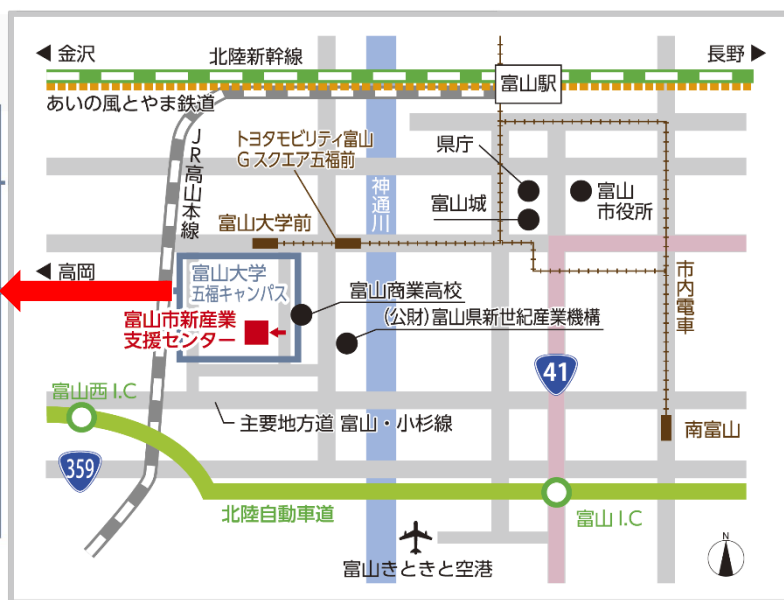 金沢
北陸新幹線
長野
富山駅
あいの風とやま鉄道
JR高山本線
トヨタモビリティ富山
Gスクエア五福前
神通川
県庁
富山城
富山
市役所
富山大学前
高岡
富山大学
五福キャンパス
富山商業高校
富山市新産業
支援センター
(公財)富山県新世紀産業機構
市内電車
41
富山西I.C
主要地方道 富山・小杉線
南富山
359
北陸自動車道
富山I.C
富山きときと空港
N